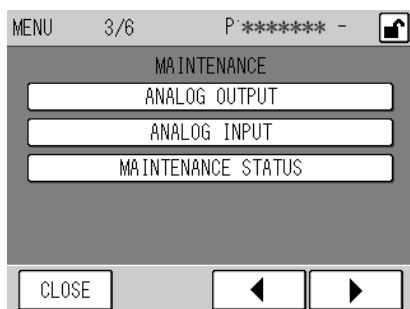 MENU 3/6 P'******* -
MAINTENANCE
ANALOG OUTPUT
ANALOG INPUT
MAINTENANCE STATUS
CLOSE